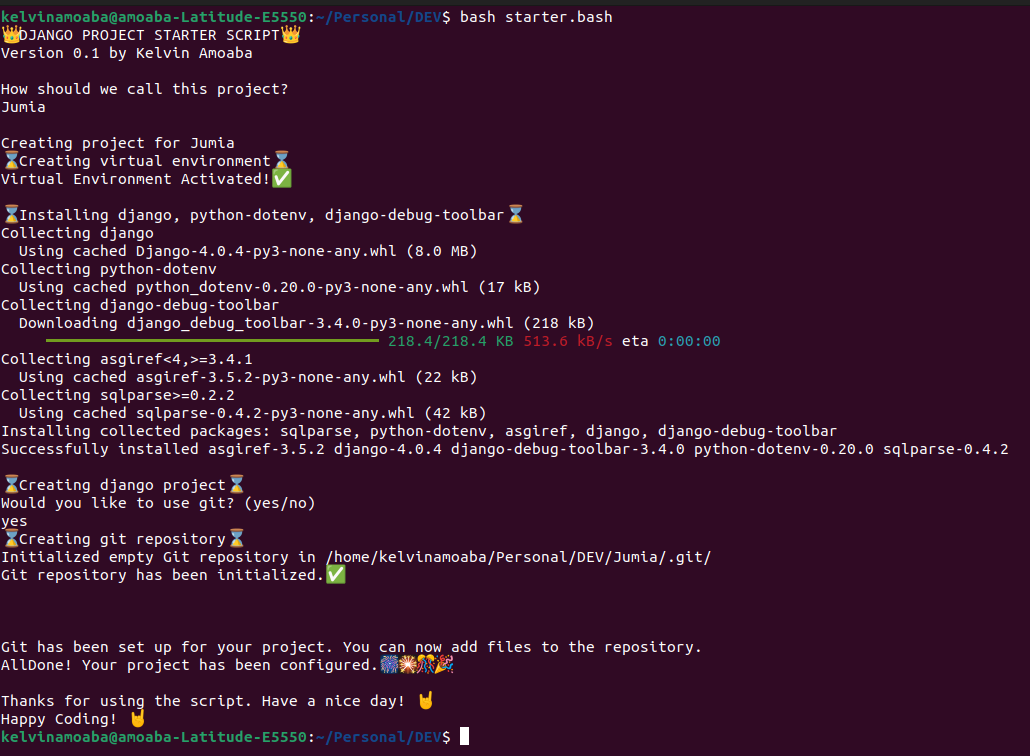 kelvinamoaba@amoaba-Latitude-E5550:~/Personal/DEV$ bash starter.bash
👑DJANGO PROJECT STARTER SCRIPT👑
Version 0.1 by Kelvin Amoaba
How should we call this project?
Jumia
Creating project for Jumia
⌛Creating virtual environment⌛
Virtual Environment Activated!✅
⌛Installing django, python-dotenv, django-debug-toolbar⌛
Collecting django
  Using cached Django-4.0.4-py3-none-any.whl (8.0 MB)
Collecting python-dotenv
  Using cached python_dotenv-0.20.0-py3-none-any.whl (17 kB)
Collecting django-debug-toolbar
  Downloading django_debug_toolbar-3.4.0-py3-none-any.whl (218 kB)
218.4/218.4 KB 513.6 kB/s eta 0:00:00
Collecting asgiref<4,>=3.4.1
  Using cached asgiref-3.5.2-py3-none-any.whl (22 kB)
Collecting sqlparse>=0.2.2
  Using cached sqlparse-0.4.2-py3-none-any.whl (42 kB)
Installing collected packages: sqlparse, python-dotenv, asgiref, django, django-debug-toolbar
Successfully installed asgiref-3.5.2 django-4.0.4 django-debug-toolbar-3.4.0 python-dotenv-0.20.0 sqlparse-0.4.2
⌛Creating django project⌛
Would you like to use git? (yes/no)
yes
⌛Creating git repository⌛
Initialized empty Git repository in /home/kelvinamoaba/Personal/DEV/Jumia/.git/
Git repository has been initialized.✅
Git has been set up for your project. You can now add files to the repository.
AllDone! Your project has been configured.🎆🎇🎊🎉
Thanks for using the script. Have a nice day! 🤘
Happy Coding! 🤘
kelvinamoaba@amoaba-Latitude-E5550:~/Personal/DEV$